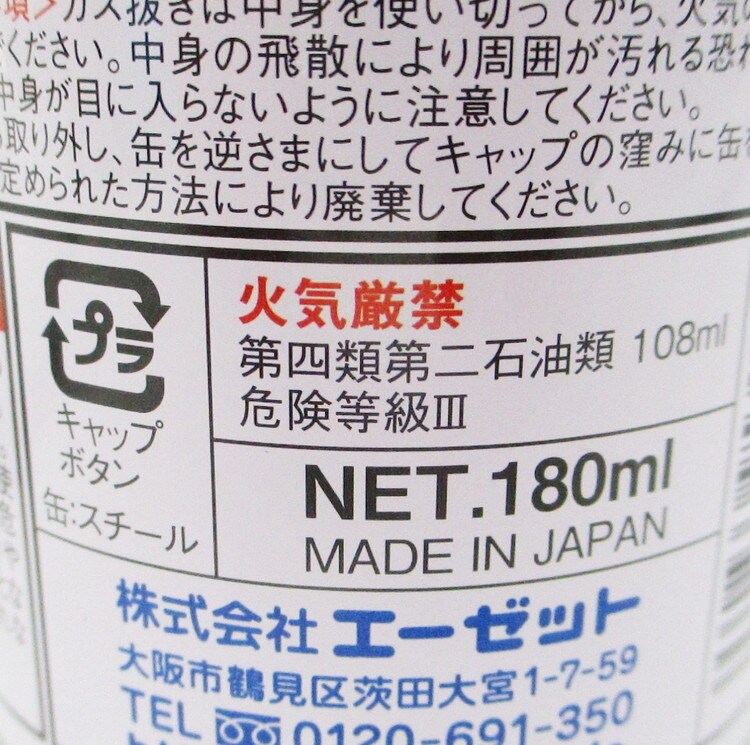 項>ガス抜きは中身を使い切ってから、火気
ください。中身の飛散により周囲が汚れる恐
中身が目に入らないように注意してください。
取り外し、缶を逆さまにしてキャップの窪みに缶
定められた方法により廃棄してください。
プラ
キャップ
ボタン
缶:スチール
火気厳禁
第四類第二石油類 108ml
危険等級Ⅲ
NET.180ml
MADE IN JAPAN
株式会社 エーゼット
大阪市鶴見区茨田大宮1-7-59
TEL 0120-691-350